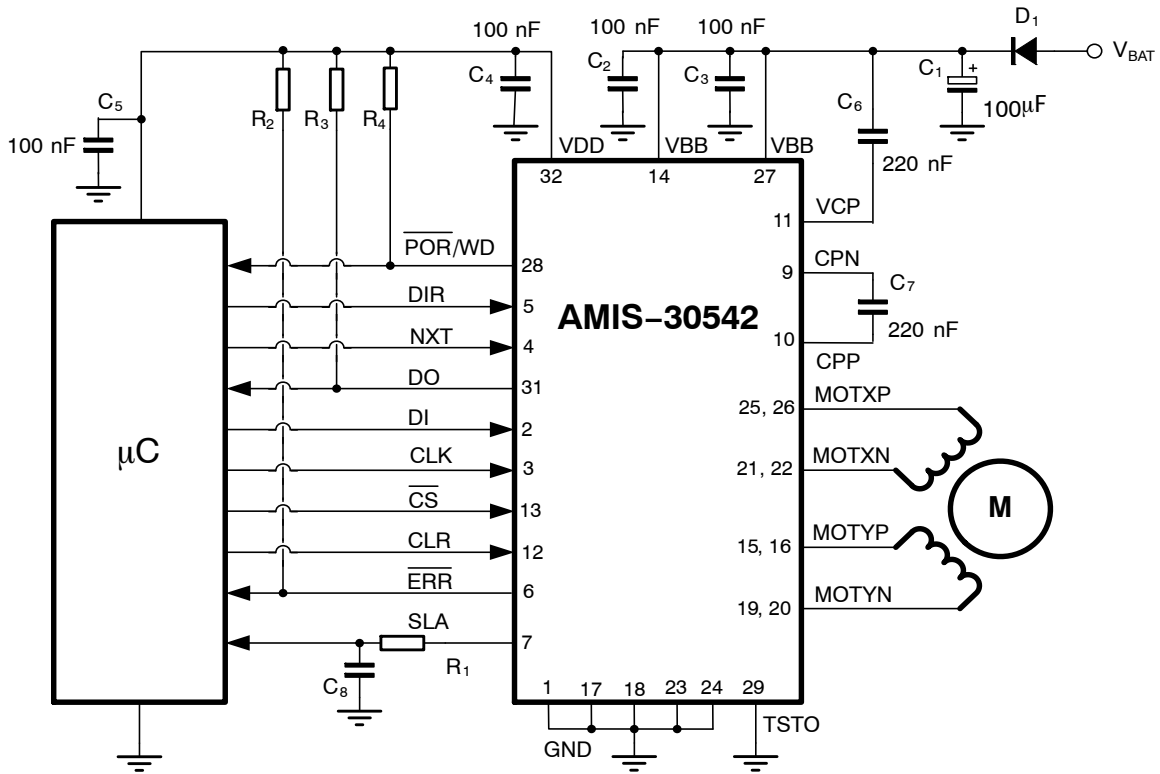 100 nF
100 nF
100 nF
D1
VBAT
C4
C2
C3
C1
+
100μF
C5
100 nF
R2
R3
R4
C6
220 nF
VDD
VBB
VBB
32
14
27
11
VCP
POR/WD
28
9
CPN
C7
220 nF
DIR
5
AMIS–30542
NXT
4
10
CPP
DO
31
MOTXP
25, 26
DI
2
μC
CLK
3
21, 22
MOTXN
CS
13
M
CLR
12
15, 16
MOTYP
ERR
6
19, 20
MOTYN
SLA
7
R1
C8
1
17
18
23
24
29
GND
TSTO